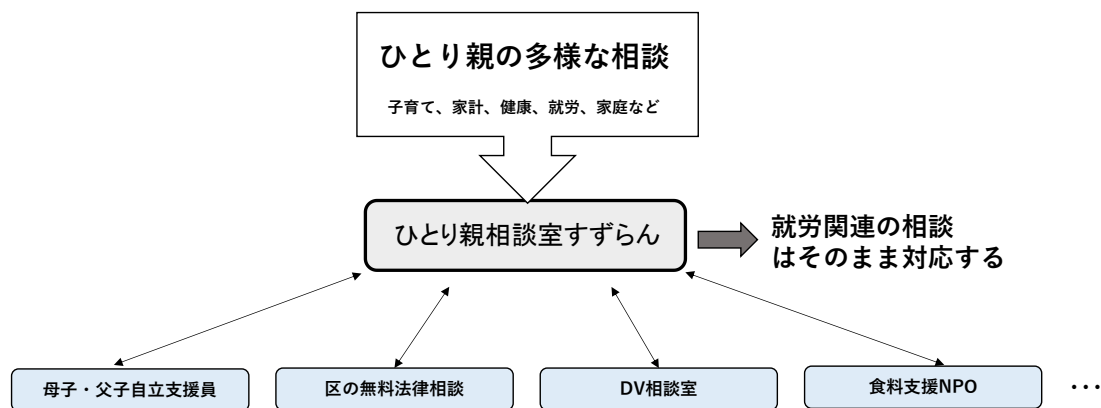 ひとり親の多様な相談
子育て、家計、健康、就労、家庭など
ひとり親相談室すずらん
就労関連の相談
はそのまま対応する
母子・父子自立支援員
区の無料法律相談
DV相談室
食料支援NPO
…